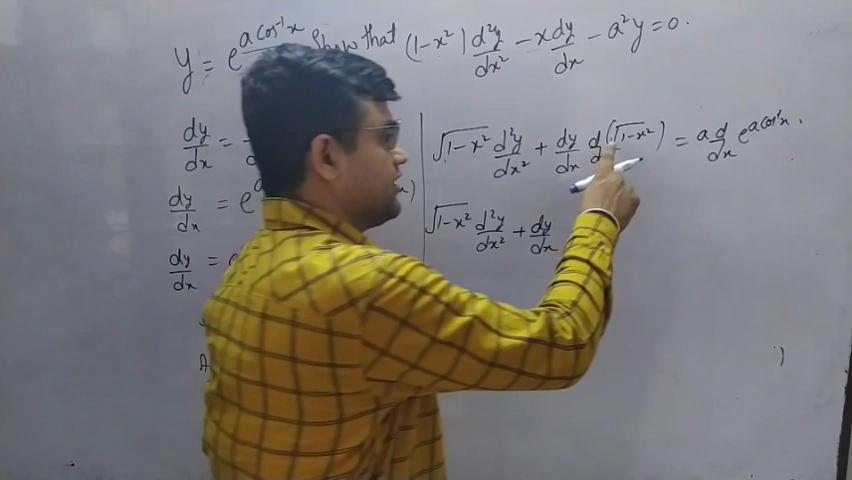 y = e^{a cos⁻¹x} Show that (1-x²) d²y/dx² - x dy/dx - a²y = 0.
dy/dx =
dy/dx = e
dy/dx =
√1-x² d²y/dx² + dy/dx d (√1-x²) = a d/dx e^{a cos⁻¹x}.
√1-x² d²y/dx² + dy/dx